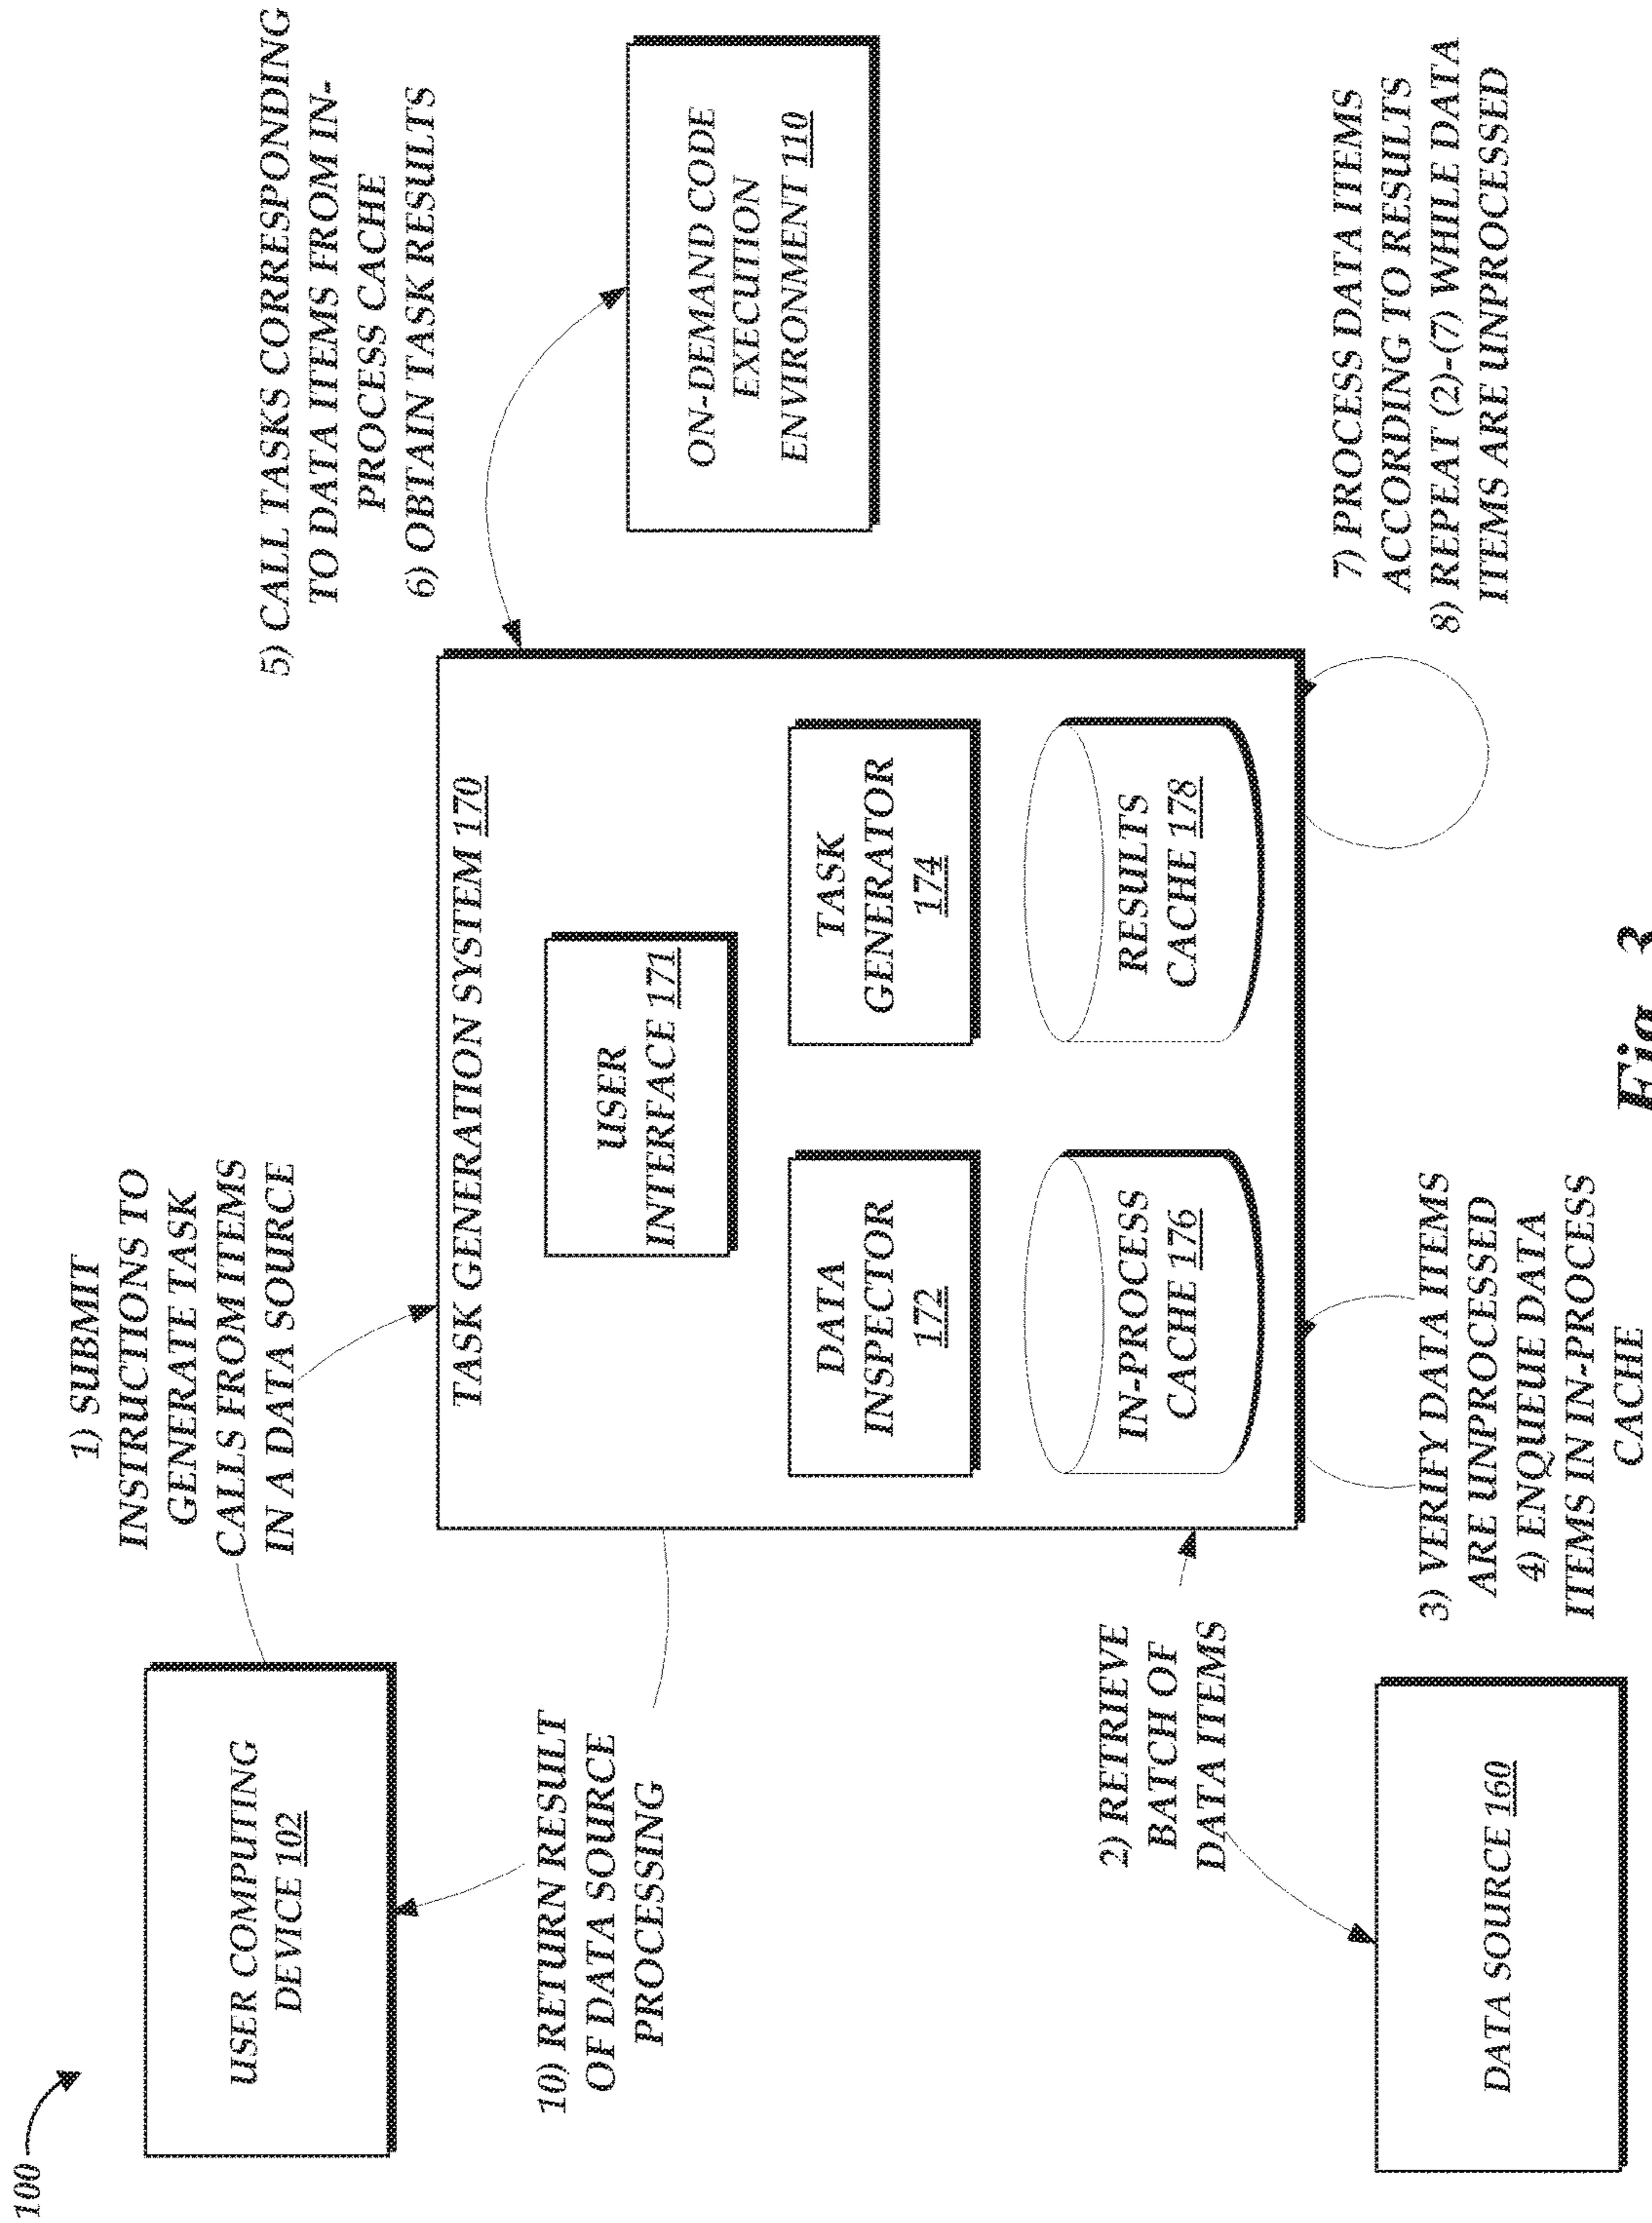 100
USER COMPUTING
DEVICE 102
1) SUBMIT
INSTRUCTIONS TO
GENERATE TASK
CALLS FROM ITEMS
IN A DATA SOURCE
5) CALL TASKS CORRESPONDING
TO DATA ITEMS FROM IN-
PROCESS CACHE
6) OBTAIN TASK RESULTS
10) RETURN RESULT
OF DATA SOURCE
PROCESSING
TASK GENERATION SYSTEM 170
USER
INTERFACE 171
DATA
INSPECTOR
172
TASK
GENERATOR
174
IN-PROCESS
CACHE 176
RESULTS
CACHE 178
ON-DEMAND CODE
EXECUTION
ENVIRONMENT 110
2) RETRIEVE
BATCH OF
DATA ITEMS
DATA SOURCE 160
3) VERIFY DATA ITEMS
ARE UNPROCESSED
4) ENQUEUE DATA
ITEMS IN IN-PROCESS
CACHE
7) PROCESS DATA ITEMS
ACCORDING TO RESULTS
8) REPEAT (2)-(7) WHILE DATA
ITEMS ARE UNPROCESSED
Fig. 3